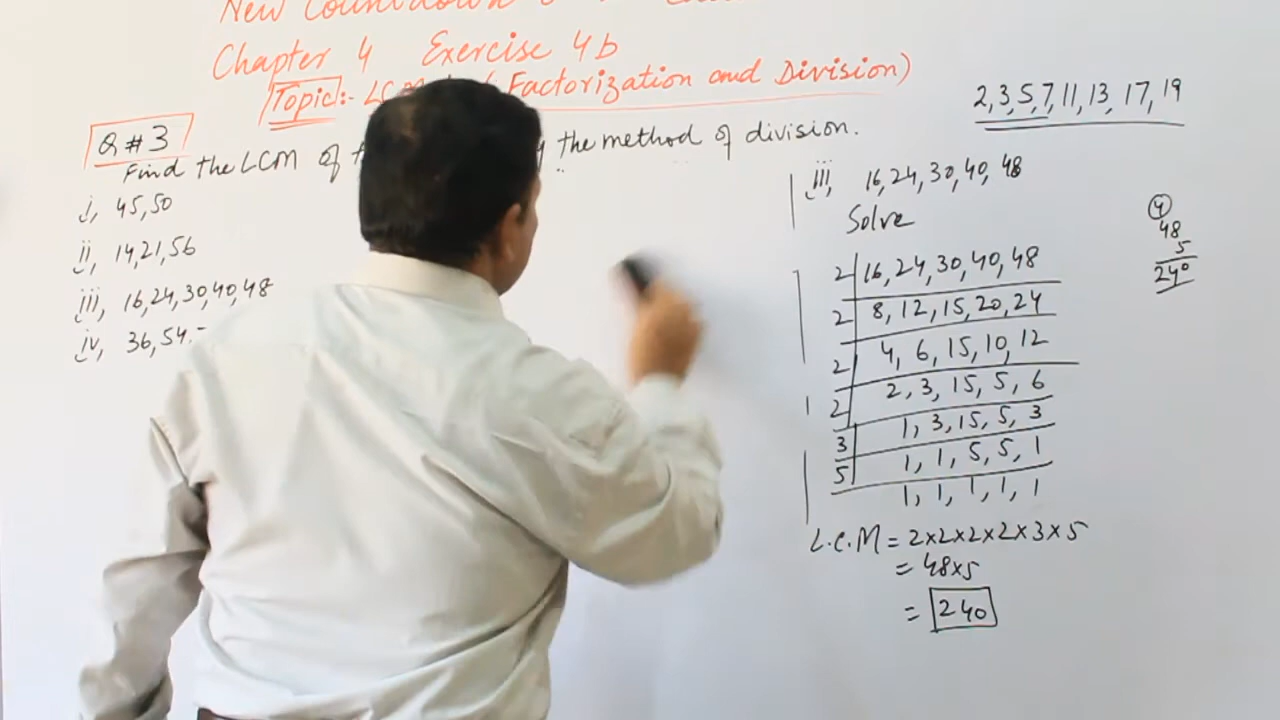 New Countdown
Chapter 4 Exercise 4b
Topic:- LCM Factorization and Division)
Q # 3
Find the LCM of the method of division.
i, 45,50
ii, 14,21,56
iii, 16,24,30,40,48
iv, 36,54
2,3,5,7,11,13,17,19
iii, 16,24,30,40,48
Solve
2 16,24,30,40,48
2 8,12,15,20,24
2 4,6,15,10,12
2 2,3,15,5,6
3 1,3,15,5,3
5 1,1,5,5,1
1,1,1,1,1
L.C.M = 2×2×2×2×3×5
= 48×5
= 240
4
48
5
240